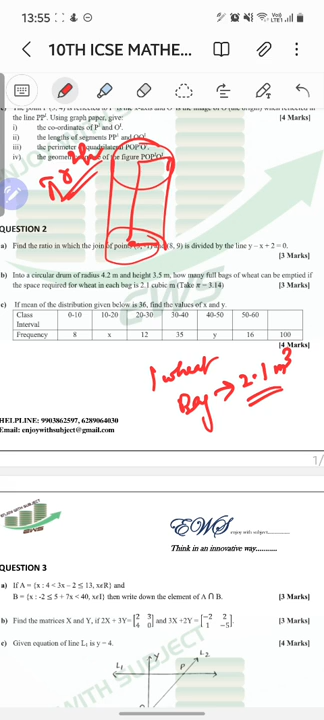 13:55
10TH ICSE MATHE...
the line PP'. Using graph paper, give: [4 Marks]
i) the co-ordinates of P' and O'.
ii) the lengths of segments PP' and OO'.
iii) the perimeter quadrilateral POP'O'.
iv) the geometric of the figure POP'O'
πr²h
QUESTION 2
a) Find the ratio in which the join of points and (8, 9) is divided by the line y – x + 2 = 0.
[3 Marks]
b) Into a circular drum of radius 4.2 m and height 3.5 m, how many full bags of wheat can be emptied if
the space required for wheat in each bag is 2.1 cubic m (Take π = 3.14) [3 Marks]
c) If mean of the distribution given below is 36, find the values of x and y.
Class Interval 0-10 10-20 20-30 30-40 40-50 50-60
Frequency 8 x 12 35 y 16 100
[4 Marks]
1 wheat
Bag → 2.1 m³
HELPLINE: 9903862597, 6289064030
Email: enjoywithsubject@gmail.com
1/
EWS enjoy with subject
Think in an innovative way...........
QUESTION 3
a) If A = {x : 4 < 3x – 2 ≤ 13, xεR} and
B = {x : -2 ≤ 5 + 7x < 40, xεI} then write down the element of A ∩ B. [3 Marks]
b) Find the matrices X and Y, if 2X + 3Y= [2 3 4 0] and 3X +2Y = [−2 2 1 −5]. [3 Marks]
c) Given equation of line L₁ is y = 4. [4 Marks]
L₁ Y P L₂